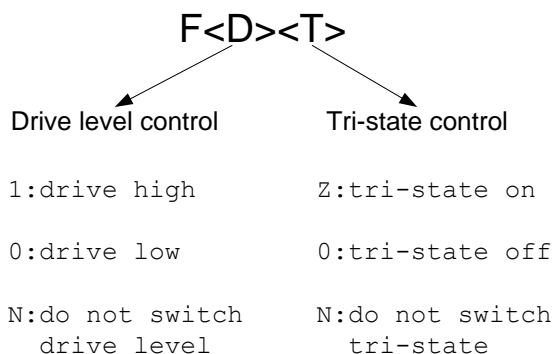 F<D><T>
Drive level control
Tri-state control
1:drive high
Z:tri-state on
0:drive low
0:tri-state off
N:do not switch
drive level
N:do not switch
tri-state